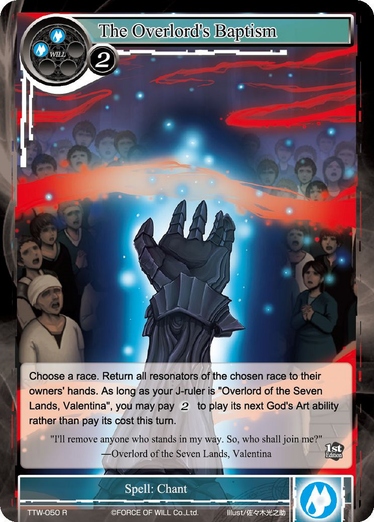 The Overlord's Baptism
WILL
2
Choose a race. Return all resonators of the chosen race to their
owners' hands. As long as your J-ruler is "Overlord of the Seven
Lands, Valentina", you may pay 2 to play its next God's Art ability
rather than pay its cost this turn.
"I'll remove anyone who stands in my way. So, who shall join me?"
—Overlord of the Seven Lands, Valentina
1st
Edition
Spell: Chant
TTW-050 R ©FORCE OF WILL Co.,Ltd. Illust/佐々木光之助